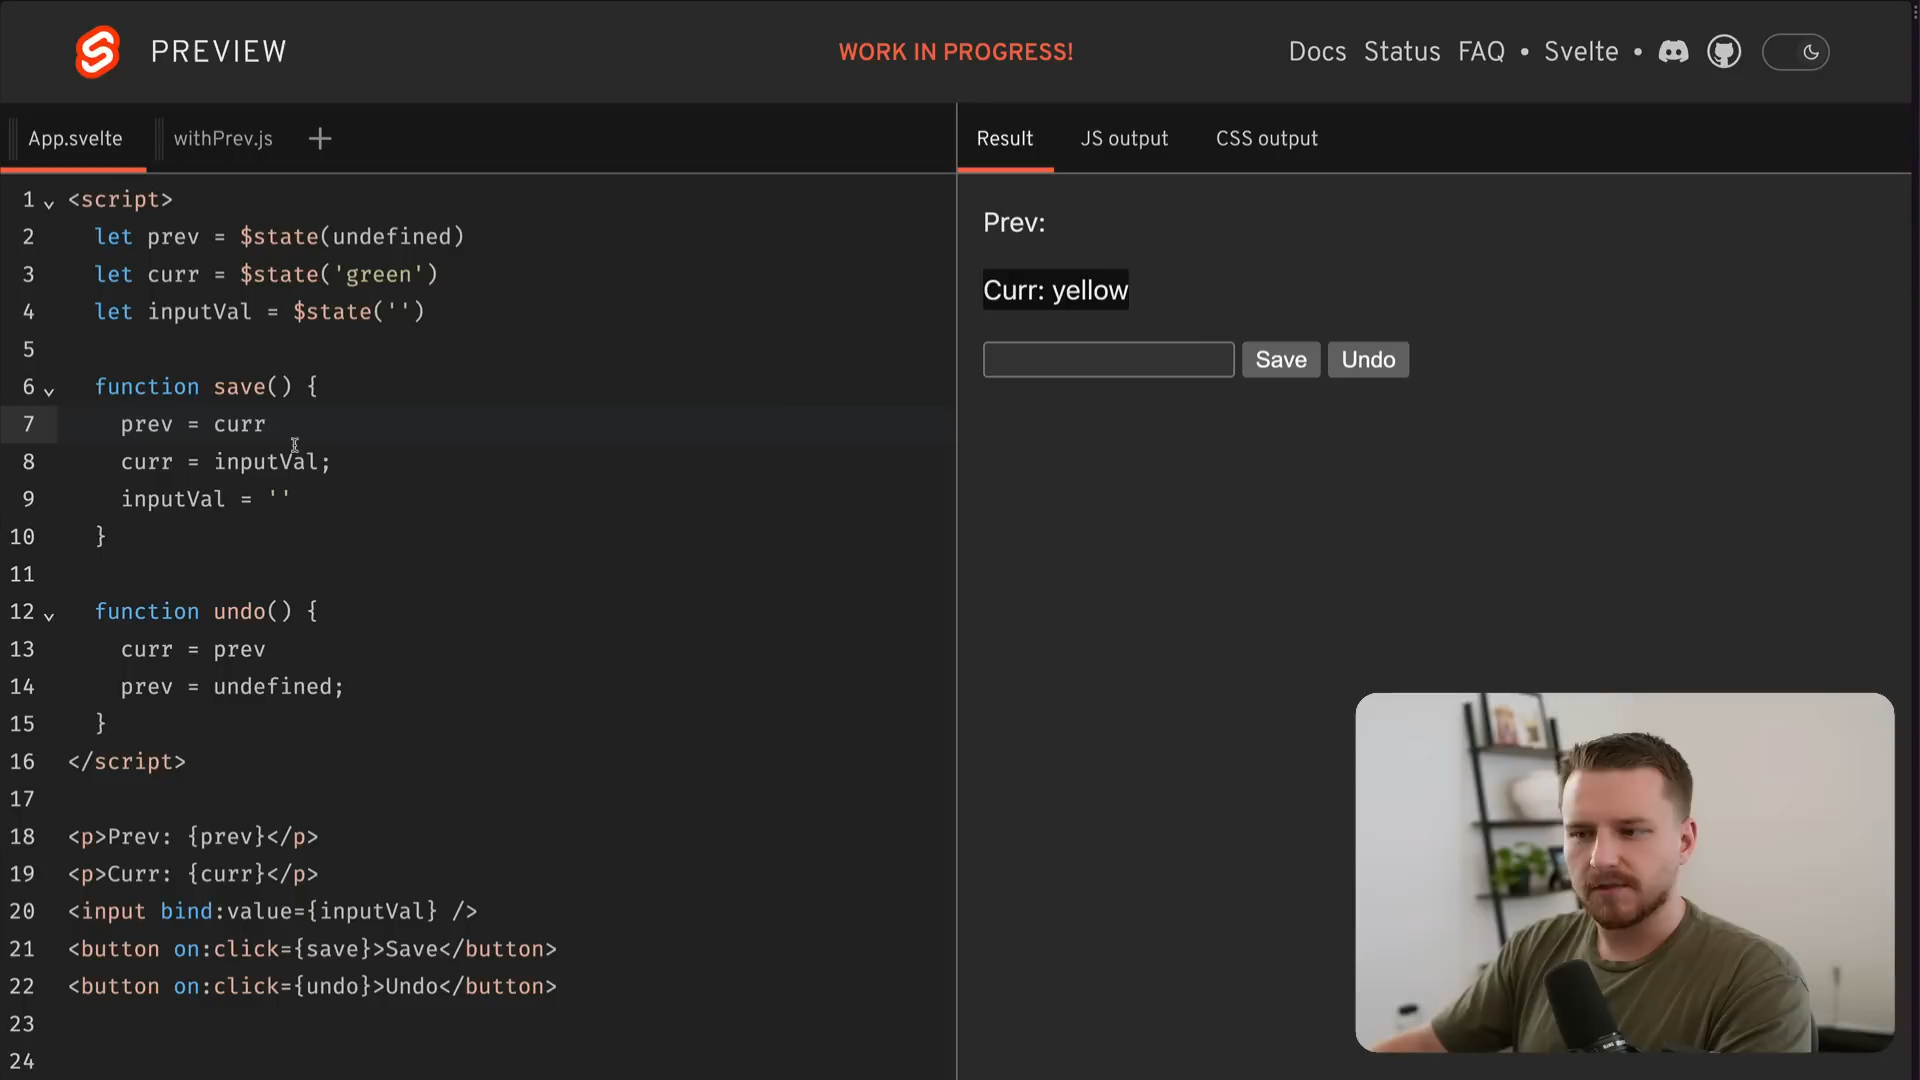 PREVIEW
WORK IN PROGRESS!
Docs Status FAQ • Svelte •
App.svelte withPrev.js +
Result JS output CSS output
1 <script>
2 let prev = $state(undefined)
3 let curr = $state('green')
4 let inputVal = $state('')
5
6 function save() {
7 prev = curr
8 curr = inputVal;
9 inputVal = ''
10 }
11
12 function undo() {
13 curr = prev
14 prev = undefined;
15 }
16 </script>
17
18 <p>Prev: {prev}</p>
19 <p>Curr: {curr}</p>
20 <input bind:value={inputVal} />
21 <button on:click={save}>Save</button>
22 <button on:click={undo}>Undo</button>
23
24
Prev:
Curr: yellow
Save Undo